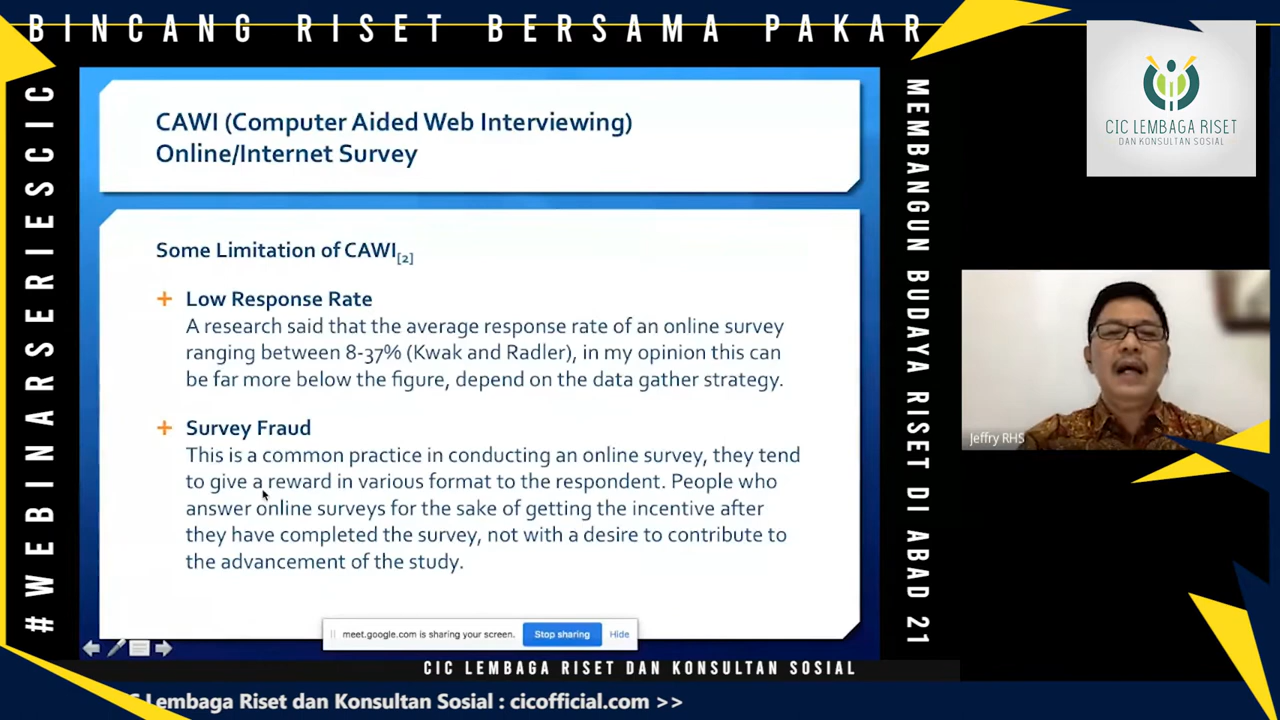 BINCANG RISET BERSAMA PAKAR
#WEBINARSERIESCIC
CAWI (Computer Aided Web Interviewing)
Online/Internet Survey
Some Limitation of CAWI[2]
+ Low Response Rate
A research said that the average response rate of an online survey
ranging between 8-37% (Kwak and Radler), in my opinion this can
be far more below the figure, depend on the data gather strategy.
+ Survey Fraud
This is a common practice in conducting an online survey, they tend
to give a reward in various format to the respondent. People who
answer online surveys for the sake of getting the incentive after
they have completed the survey, not with a desire to contribute to
the advancement of the study.
meet.google.com is sharing your screen. Stop sharing Hide
MEMBANGUN BUDAYA RISET DI ABAD 21
CIC LEMBAGA RISET
DAN KONSULTAN SOSIAL
Jeffry RHS
CIC LEMBAGA RISET DAN KONSULTAN SOSIAL
Lembaga Riset dan Konsultan Sosial : cicofficial.com >>